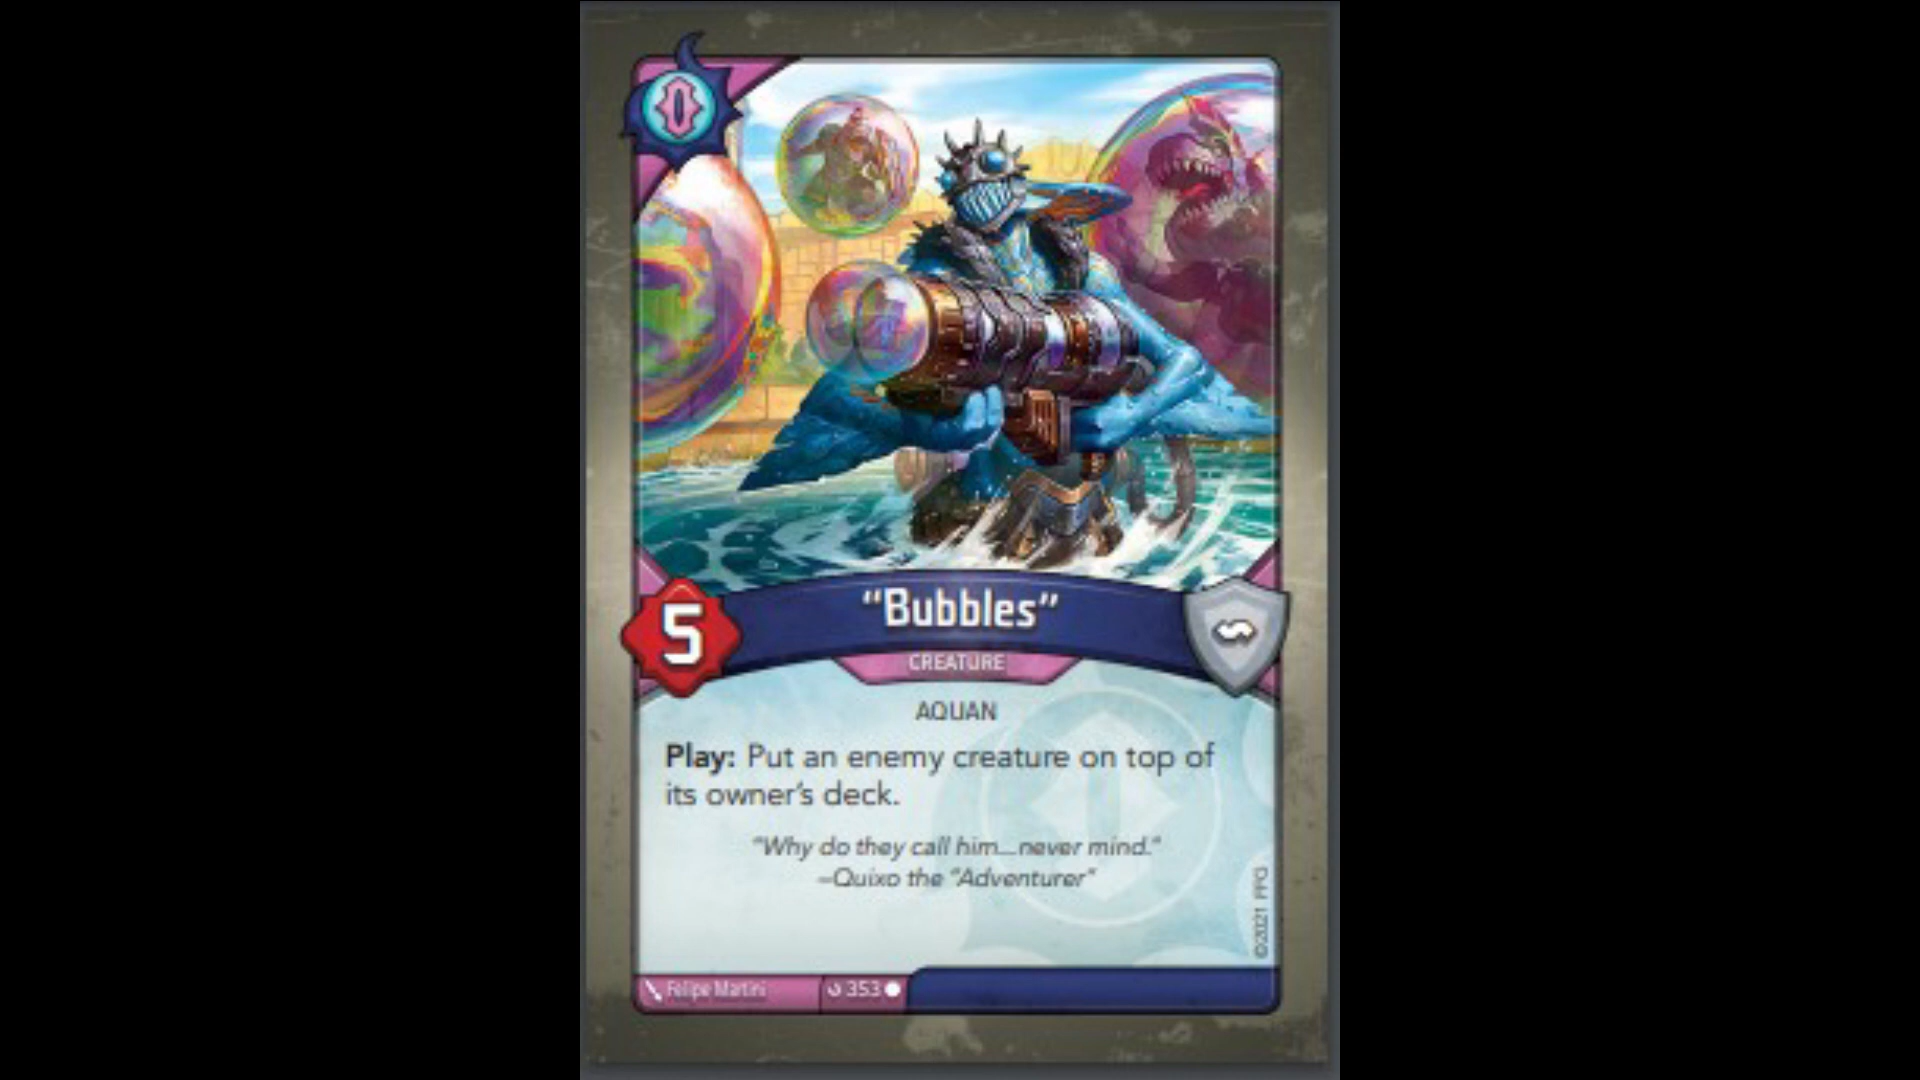 “Bubbles”
5
CREATURE
AQUAN
Play: Put an enemy creature on top of
its owner’s deck.
“Why do they call him...never mind.”
–Quixo the “Adventurer”
©2021 FFG
Felipe Martini
353